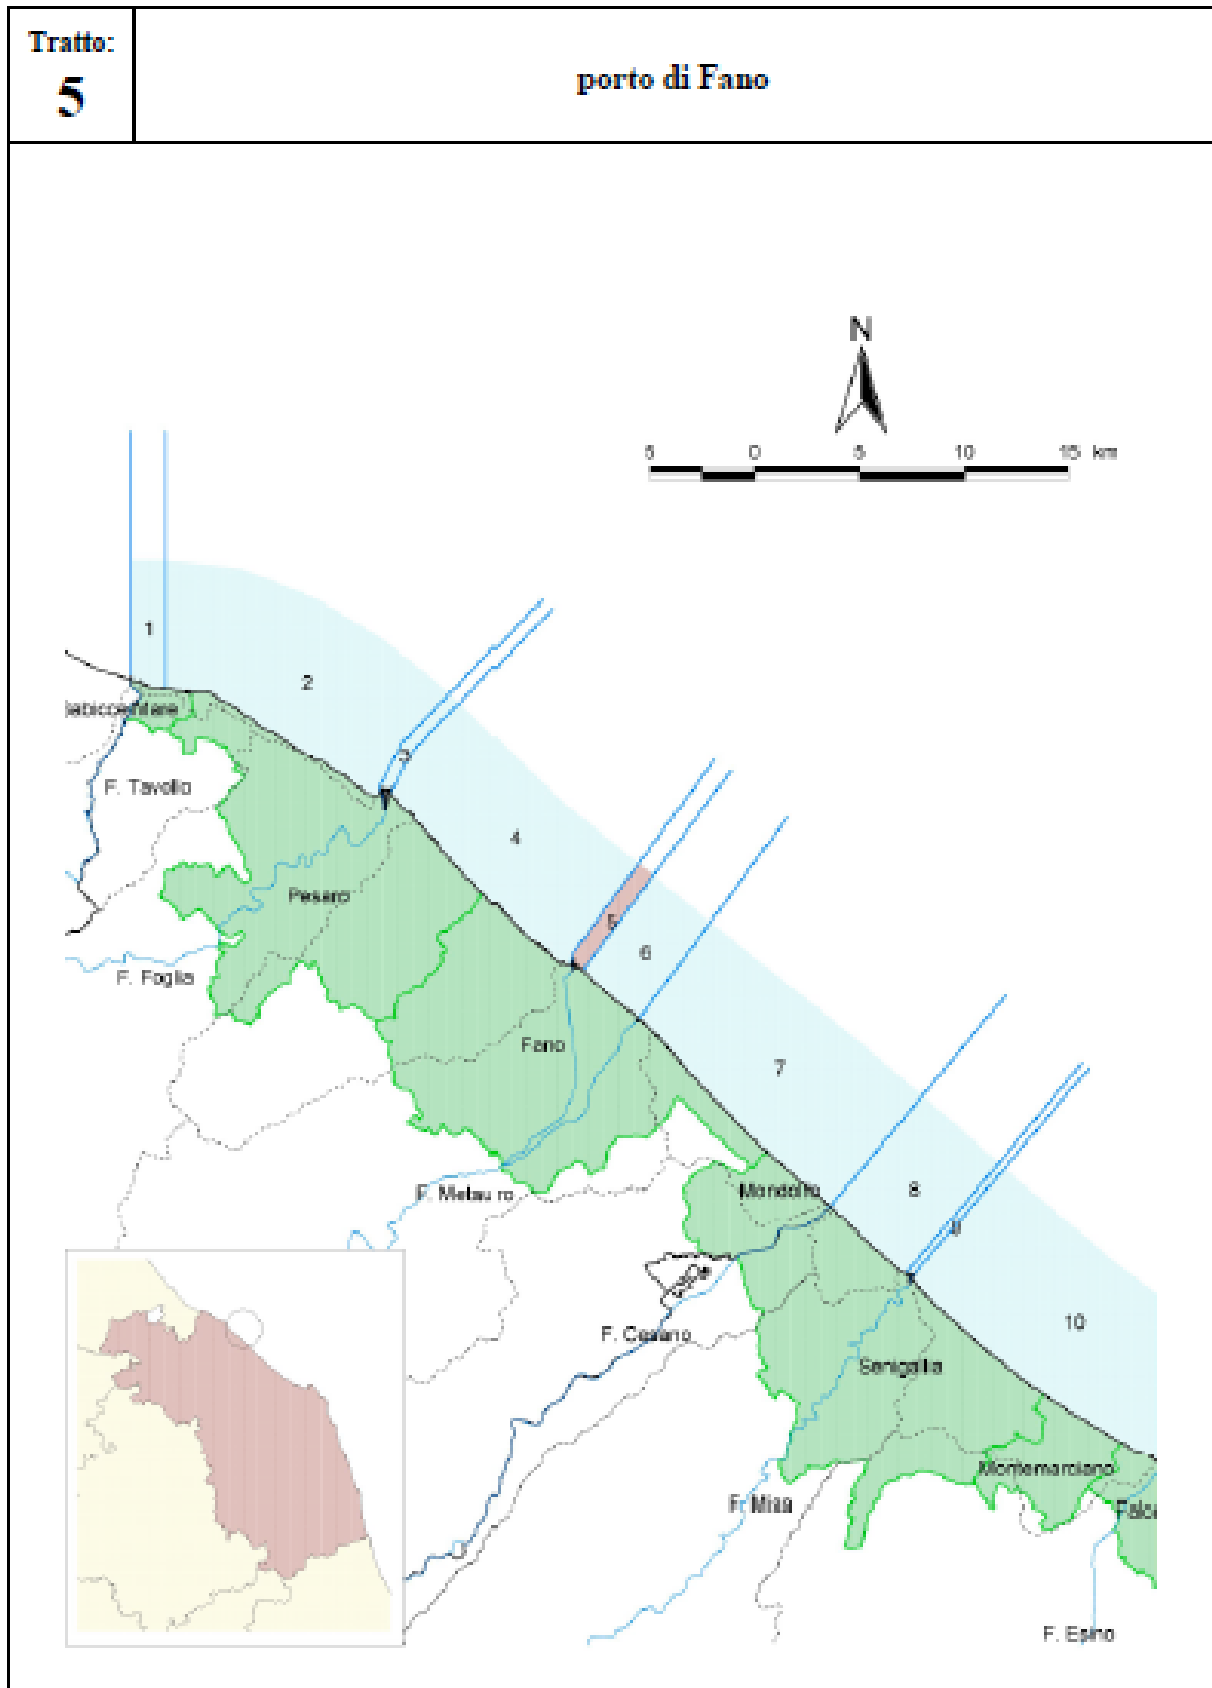 Tratto:
5
porto di Fano
N
5 0 5 10 15 km
1
2
3
4
5
6
7
8
9
10
F. Tavollo
Pesaro
F. Foglia
Fano
F. Metauro
Mondolfo
F. Cesano
Senigallia
Montemarciano
F. Misa
Falco
F. Esino